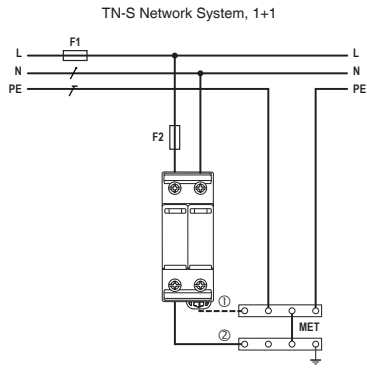 TN-S Network System, 1+1
F1
L L
N N
PE PE
F2
①
MET
②